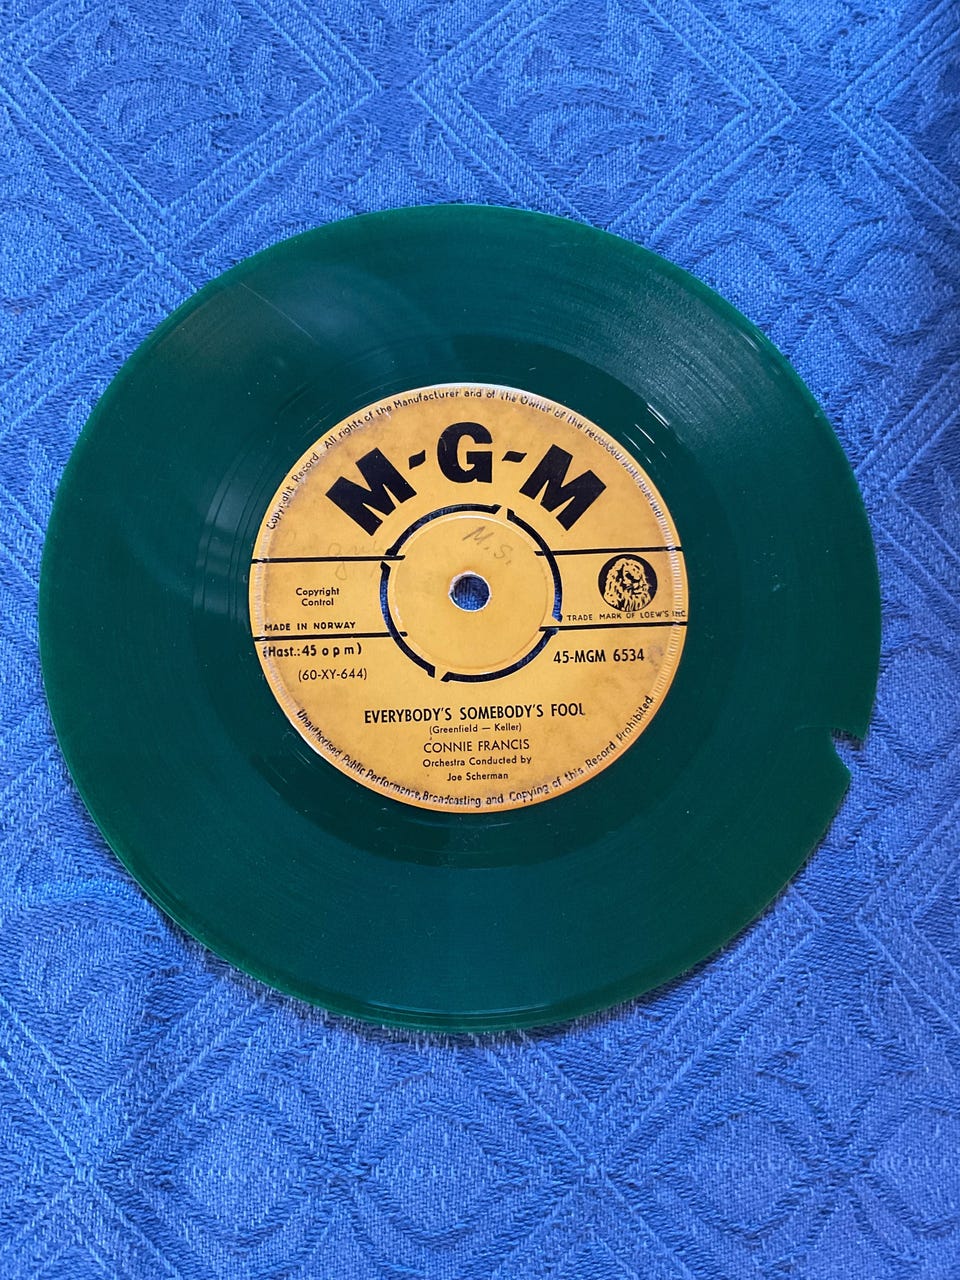 Copyright Record. All rights of the Manufacturer and of the Owner of the recorded work reserved
M-G-M
M.S.
Copyright
Control
MADE IN NORWAY
TRADE MARK OF LOEW'S INC.
(Hast.: 45 o p m)
45-MGM 6534
(60-XY-644)
EVERYBODY'S SOMEBODY'S FOOL
(Greenfield — Keller)
CONNIE FRANCIS
Orchestra Conducted by
Joe Scherman
Unauthorised Public Performance, Broadcasting and Copying of this Record Prohibited.